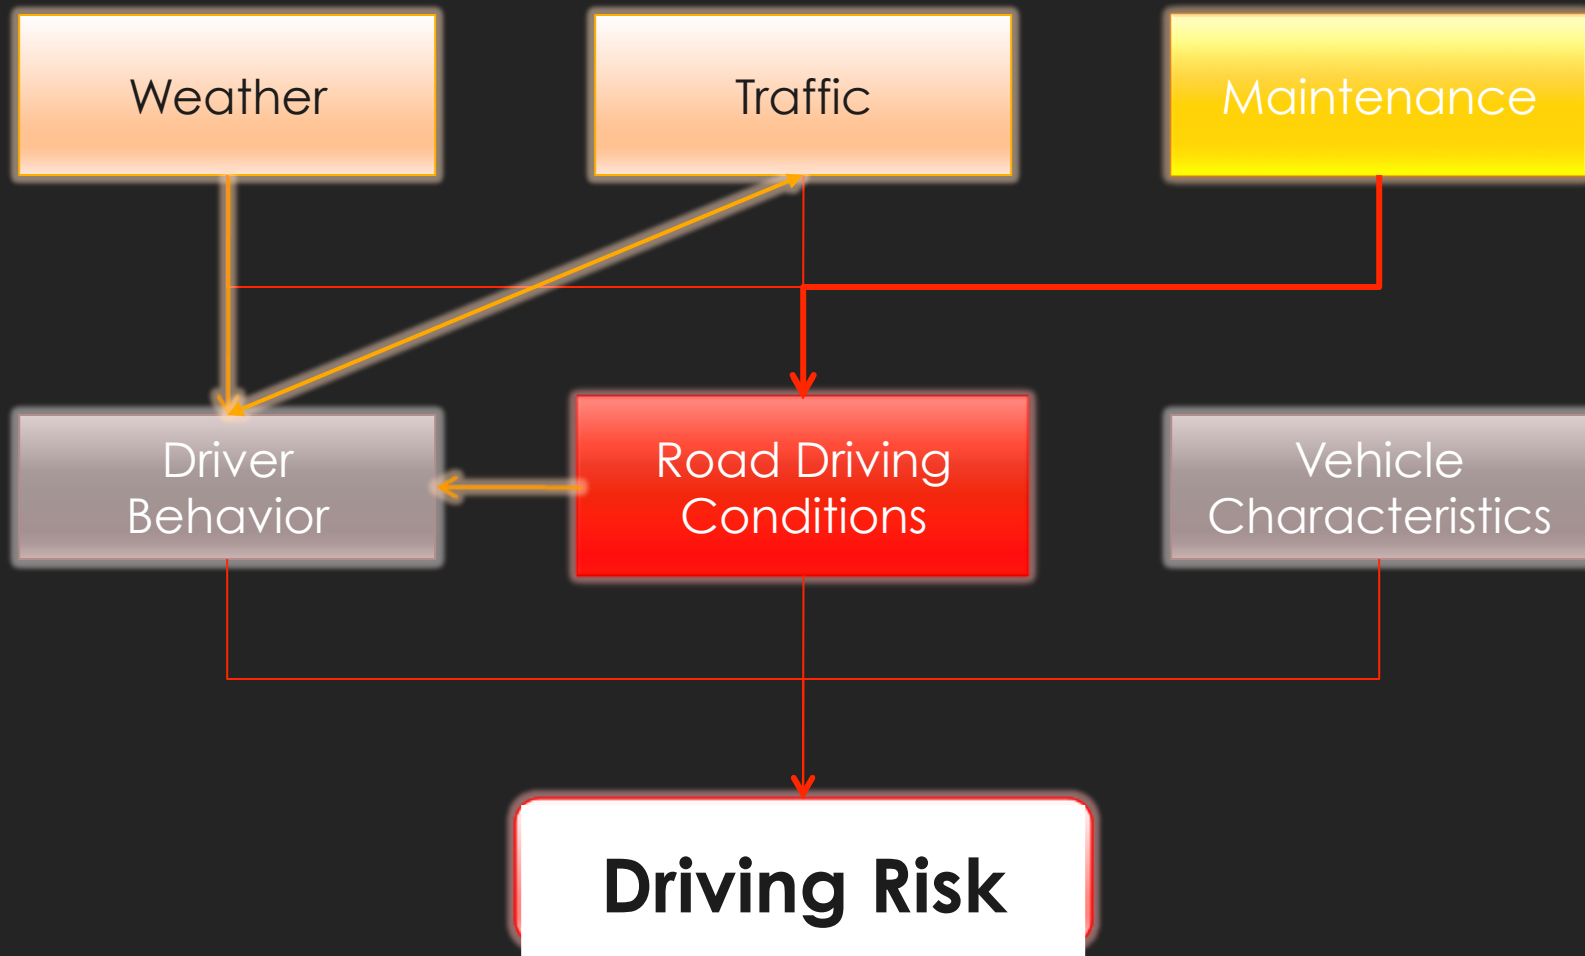 Weather
Traffic
Maintenance
Driver
Behavior
Road Driving
Conditions
Vehicle
Characteristics
Driving Risk